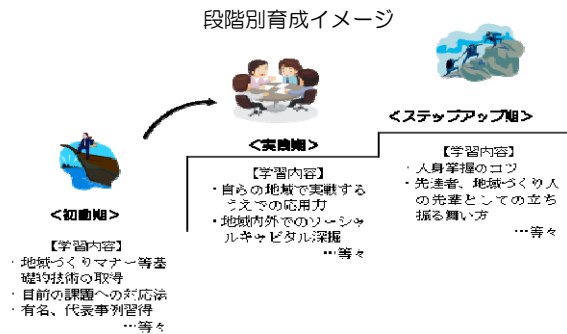 段階別育成イメージ
<初動期>
【学習内容】
・地域づくりマナー等基
礎的技術の取得
・目前の課題への対応法
・有名、代表事例習得
…等々
<実践期>
【学習内容】
・自らの地域で実戦する
うえでの応用力
・地域内外でのソーシャ
ルキャピタル深掘
…等々
<ステップアップ期>
【学習内容】
・人身掌握のコツ
・先達者、地域づくり人
の先輩としての立ち
振る舞い方
…等々